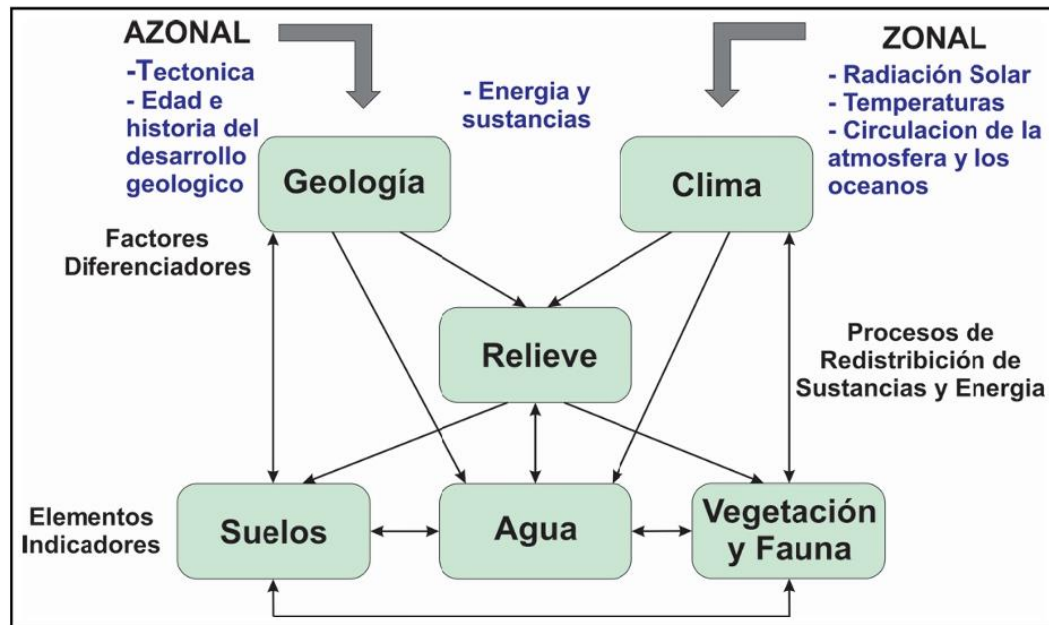 AZONAL
-Tectonica
- Edad e
historia del
desarrollo
geologico
- Energia y
sustancias
ZONAL
- Radiación Solar
- Temperaturas
- Circulacion de la
atmosfera y los
oceanos
Geología
Clima
Factores
Diferenciadores
Relieve
Procesos de
Redistribición de
Sustancias y Energia
Elementos
Indicadores
Suelos
Agua
Vegetación
y Fauna